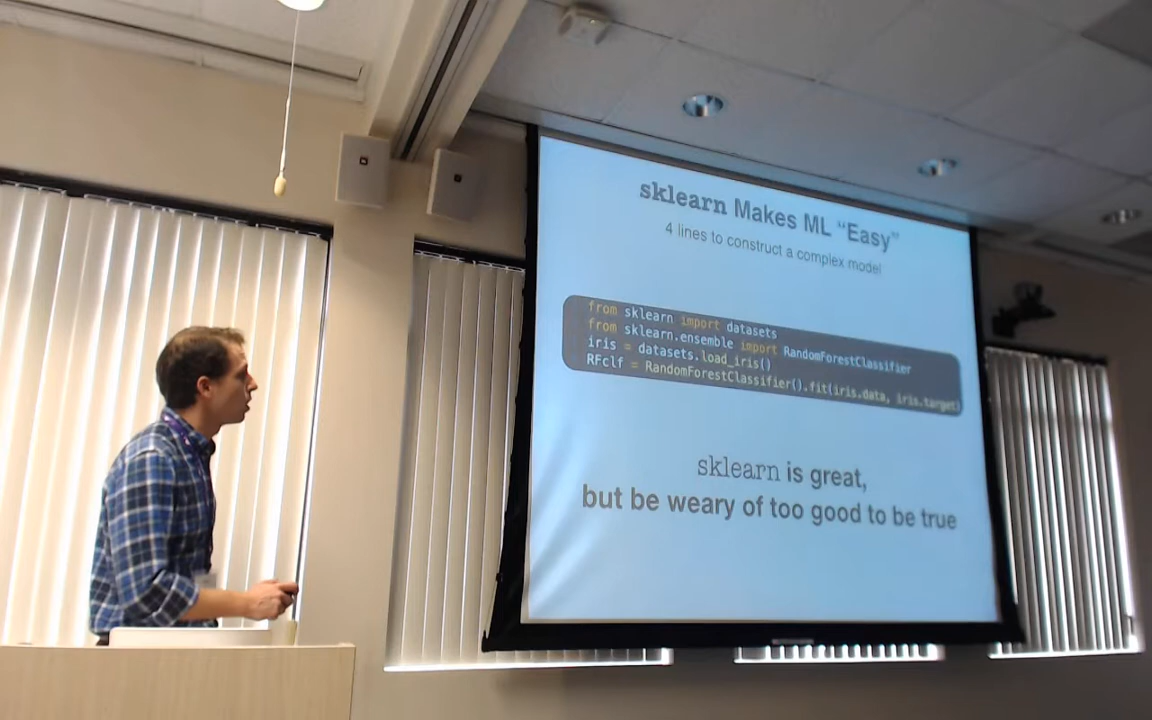 sklearn Makes ML “Easy”
4 lines to construct a complex model
from sklearn import datasets
from sklearn.ensemble import RandomForestClassifier
iris = datasets.load_iris()
RFclf = RandomForestClassifier().fit(iris.data, iris.target)
sklearn is great,
but be weary of too good to be true